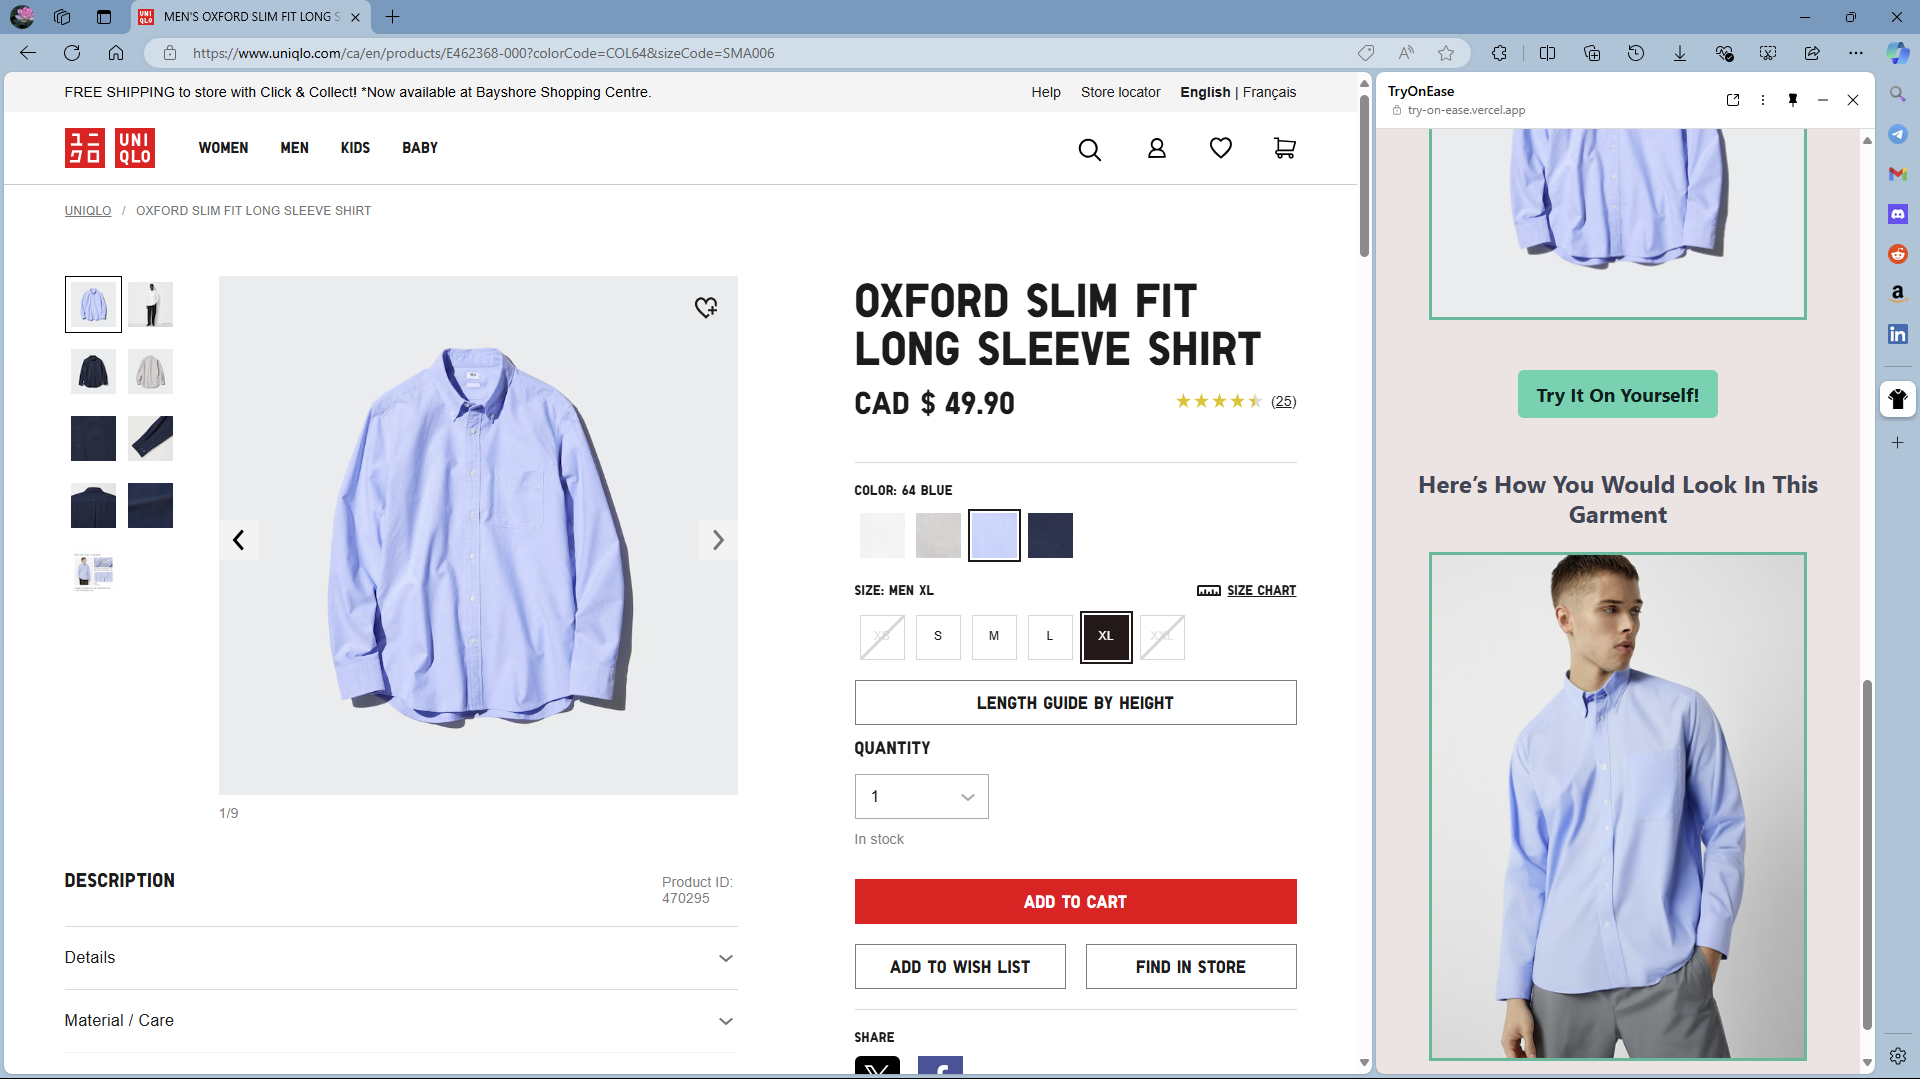 MEN'S OXFORD SLIM FIT LONG S
https://www.uniqlo.com/ca/en/products/E462368-000?colorCode=COL64&sizeCode=SMA006
FREE SHIPPING to store with Click & Collect! *Now available at Bayshore Shopping Centre.
Help
Store locator
English | Français
ユニクロ
UNIQLO
WOMEN
MEN
KIDS
BABY
UNIQLO / OXFORD SLIM FIT LONG SLEEVE SHIRT
OXFORD SLIM FIT
LONG SLEEVE SHIRT
CAD $ 49.90
(25)
COLOR: 64 BLUE
SIZE: MEN XL
SIZE CHART
XS
S
M
L
XL
XXL
LENGTH GUIDE BY HEIGHT
QUANTITY
1
In stock
ADD TO CART
ADD TO WISH LIST
FIND IN STORE
SHARE
1/9
DESCRIPTION
Product ID:
470295
Details
Material / Care
TryOnEase
try-on-ease.vercel.app
Try It On Yourself!
Here's How You Would Look In This
Garment